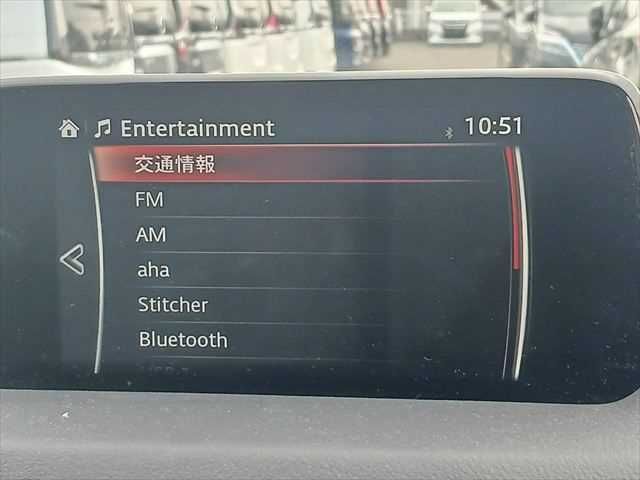 Entertainment 10:51
交通情報
FM
AM
aha
Stitcher
Bluetooth